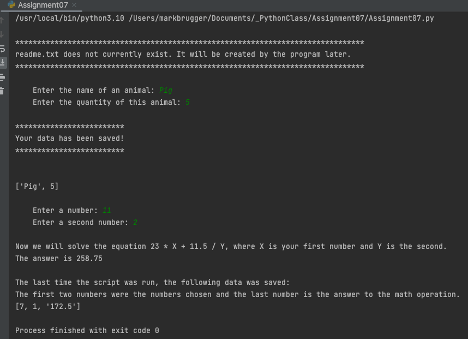 Assignment07
/usr/local/bin/python3.10 /Users/markbrugger/Documents/_PythonClass/Assignment07/Assignment07.py
********************************************************************************
readme.txt does not currently exist. It will be created by the program later.
********************************************************************************
Enter the name of an animal: Pig
Enter the quantity of this animal: 5
*************************
Your data has been saved!
*************************
['Pig', 5]
Enter a number: 11
Enter a second number: 2
Now we will solve the equation 23 * X + 11.5 / Y, where X is your first number and Y is the second.
The answer is 258.75
The last time the script was run, the following data was saved:
The first two numbers were the numbers chosen and the last number is the answer to the math operation.
[7, 1, '172.5']
Process finished with exit code 0